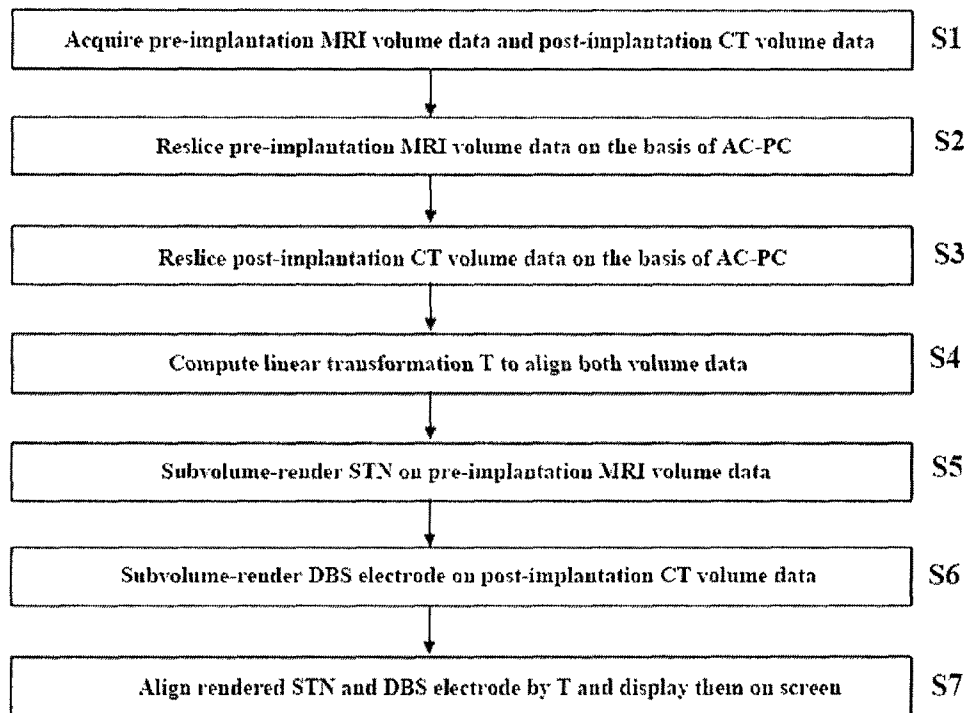 Acquire pre-implantation MRI volume data and post-implantation CT volume data S1
Reslice pre-implantation MRI volume data on the basis of AC-PC S2
Reslice post-implantation CT volume data on the basis of AC-PC S3
Compute linear transformation T to align both volume data S4
Subvolume-render STN on pre-implantation MRI volume data S5
Subvolume-render DBS electrode on post-implantation CT volume data S6
Align rendered STN and DBS electrode by T and display them on screen S7